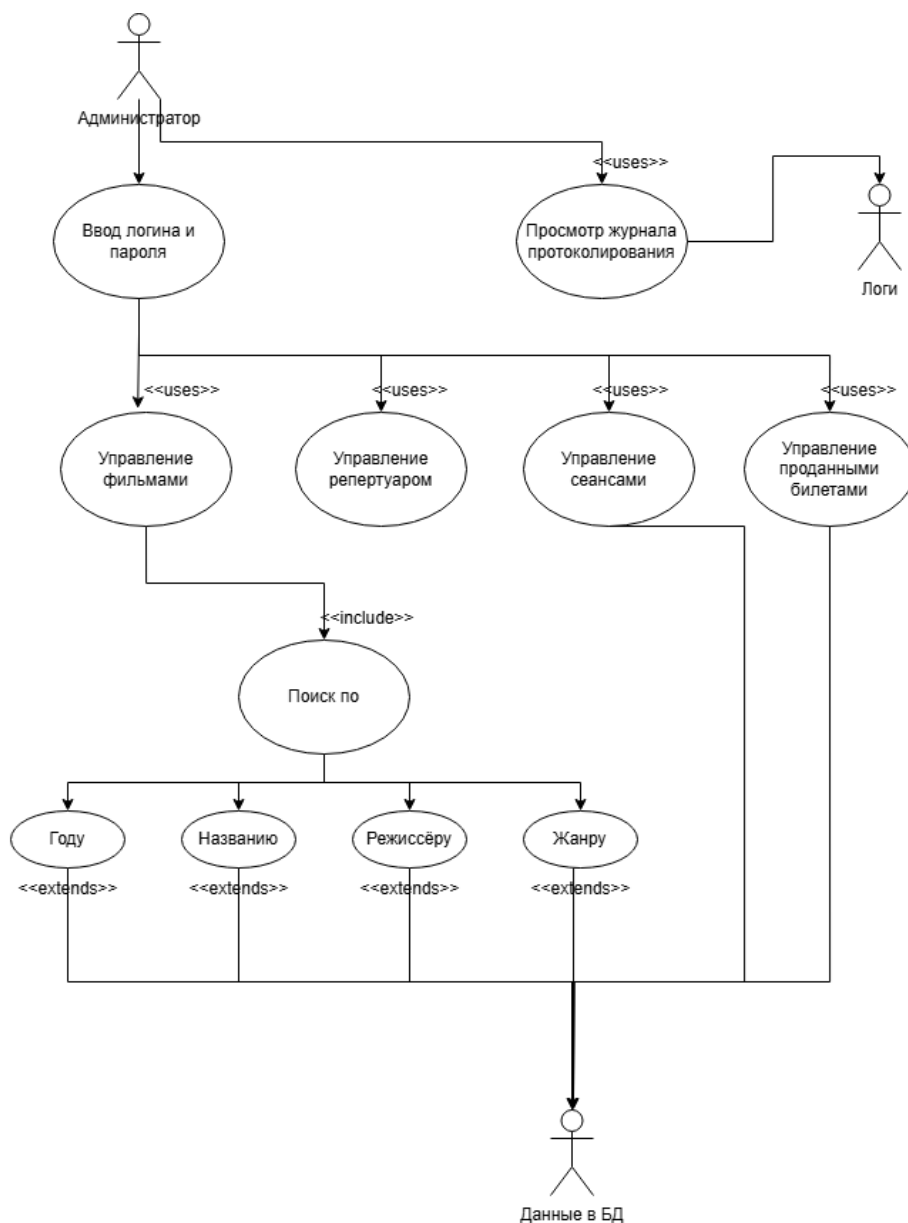 Администратор
<<uses>>
Ввод логина и
пароля
Просмотр журнала
протоколирования
Логи
<<uses>>
<<uses>>
<<uses>>
<<uses>>
Управление
фильмами
Управление
репертуаром
Управление
сеансами
Управление
проданными
билетами
<<include>>
Поиск по
Году
Названию
Режиссёру
Жанру
<<extends>>
<<extends>>
<<extends>>
<<extends>>
Данные в БД